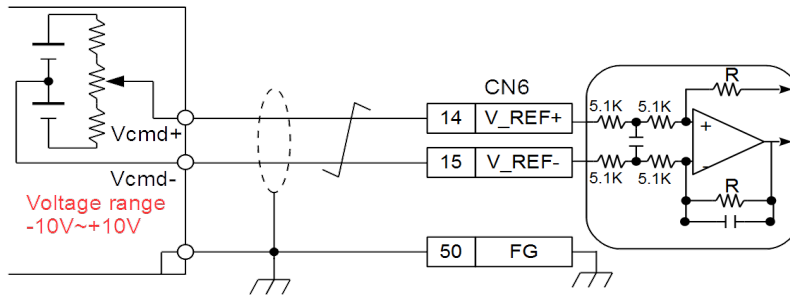 Vcmd+
Vcmd-
Voltage range
-10V~+10V
CN6
14 V_REF+
15 V_REF-
50 FG
5.1K 5.1K
5.1K 5.1K
R
+
-
R